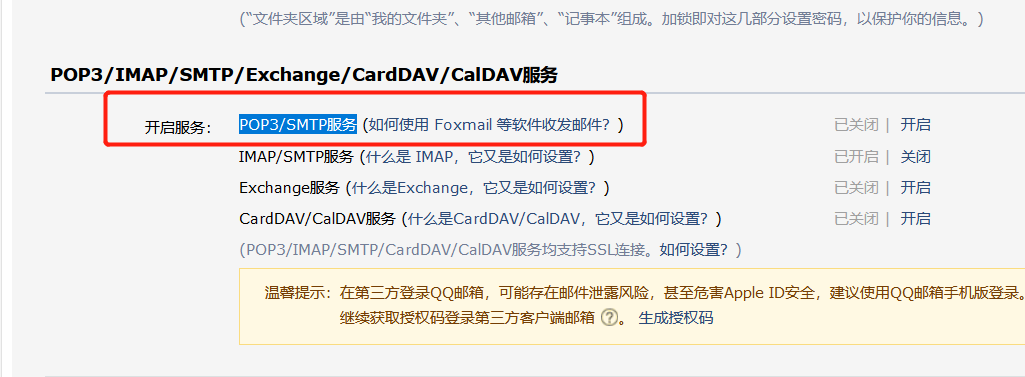 (“文件夹区域”是由“我的文件夹”、“其他邮箱”、“记事本”组成。加锁即对这几部分设置密码，以保护你的信息。)
POP3/IMAP/SMTP/Exchange/CardDAV/CalDAV服务
开启服务： POP3/SMTP服务 (如何使用 Foxmail 等软件收发邮件？) 已关闭 | 开启
IMAP/SMTP服务 (什么是 IMAP，它又是如何设置？) 已开启 | 关闭
Exchange服务 (什么是Exchange，它又是如何设置？) 已关闭 | 开启
CardDAV/CalDAV服务 (什么是CardDAV/CalDAV，它又是如何设置？) 已关闭 | 开启
(POP3/IMAP/SMTP/CardDAV/CalDAV服务均支持SSL连接。如何设置？)
温馨提示：在第三方登录QQ邮箱，可能存在邮件泄露风险，甚至危害Apple ID安全，建议使用QQ邮箱手机版登录。
继续获取授权码登录第三方客户端邮箱 ? 。 生成授权码